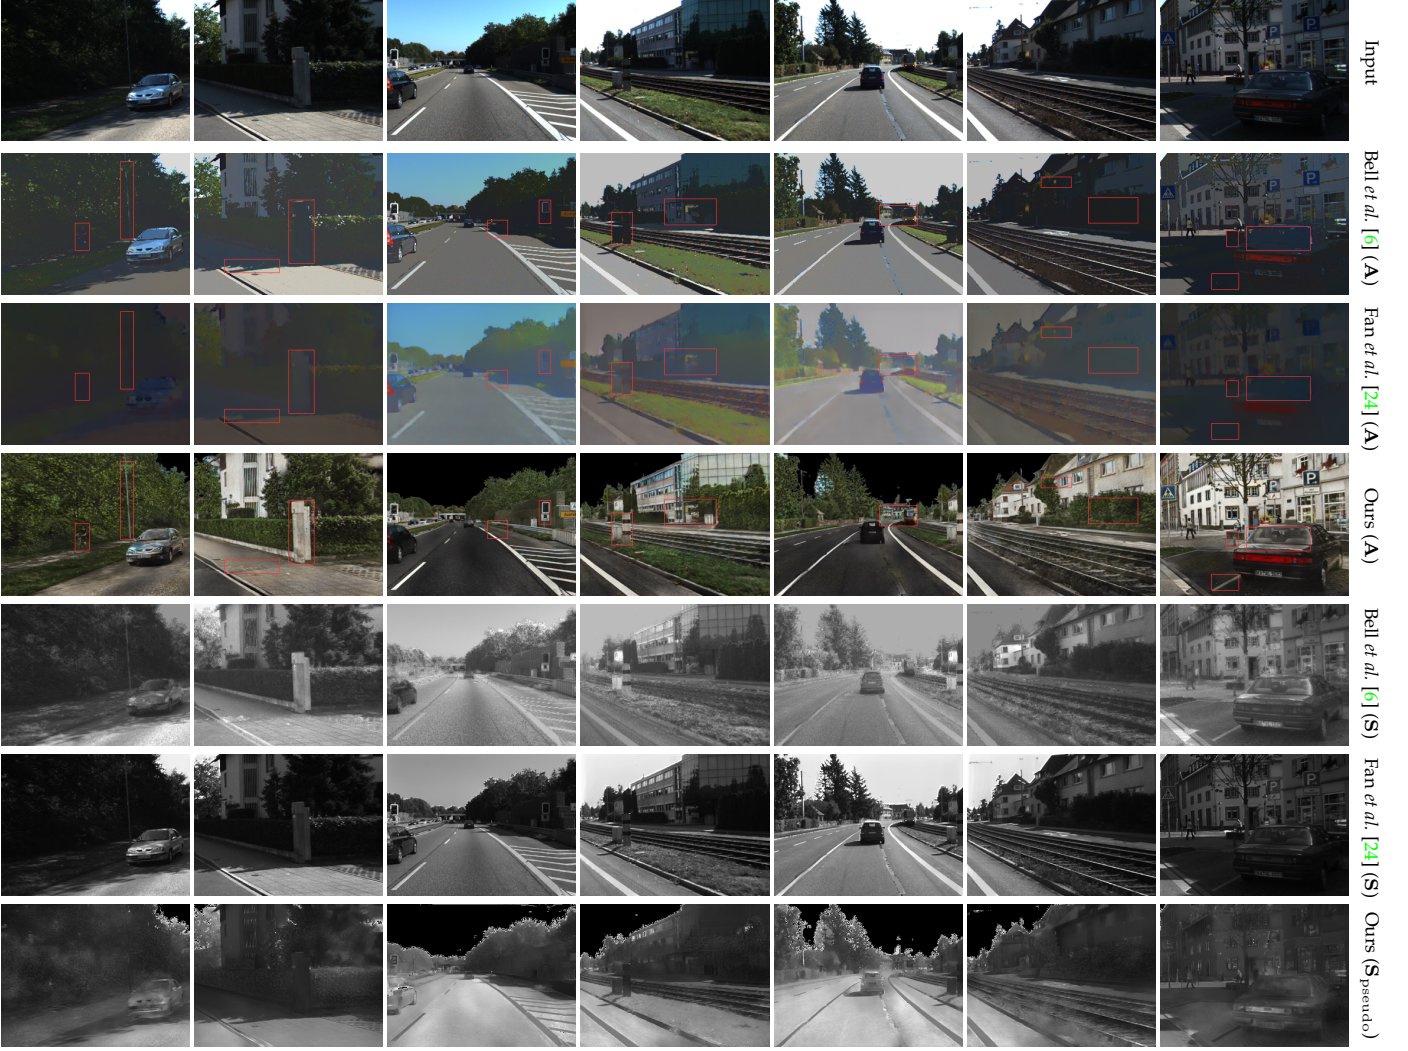 Input
Bell et al. [6] (A)
Fan et al. [24] (A)
Ours (A)
Bell et al. [6] (S)
Fan et al. [24] (S)
Ours (Spseudo)
P
P
P
P
P
P
P
P